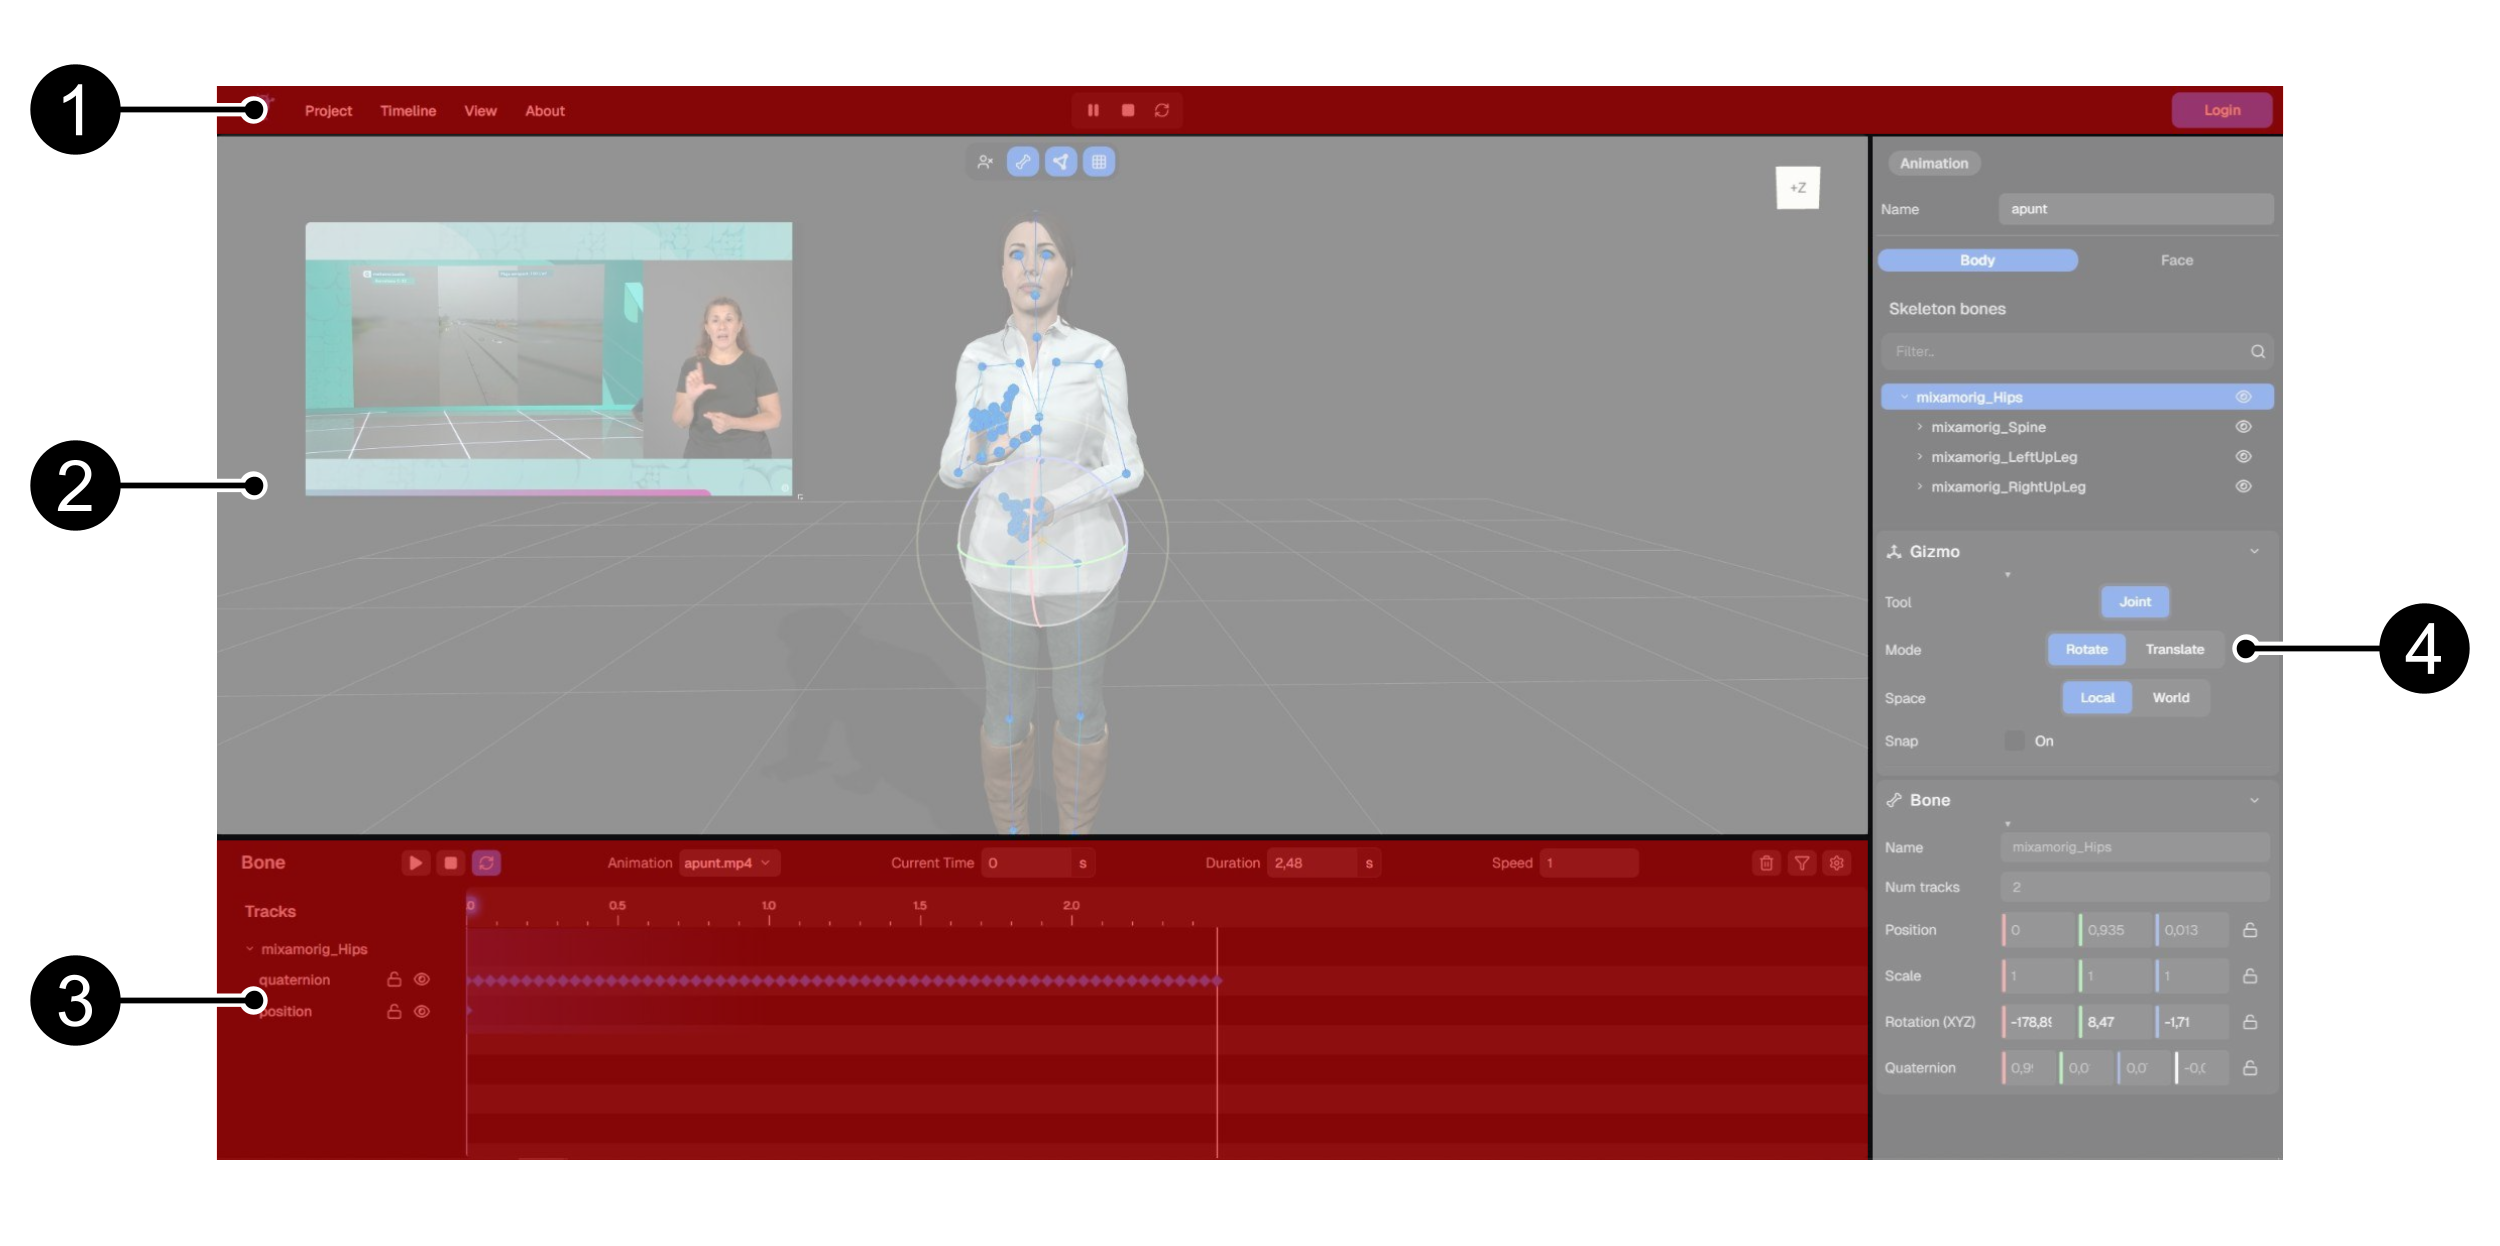 1
Project Timeline View About
Login
+Z
Animation
Name apunt
Body Face
Skeleton bones
Filter..
mixamorig_Hips
mixamorig_Spine
mixamorig_LeftUpLeg
mixamorig_RightUpLeg
2
Gizmo
Tool Joint
Mode Rotate Translate
4
Space Local World
Snap On
Bone
Name mixamorig_Hips
Num tracks 2
Position 0 0,935 0,013
Scale 1 1 1
Rotation (XYZ) -178,89 8,47 -1,71
Quaternion 0,9 0,0 0,0 -0,0
Bone Animation apunt.mp4 Current Time 0 s Duration 2,48 s Speed 1
Tracks 0 0.5 1.0 1.5 2.0
mixamorig_Hips
quaternion
3
position